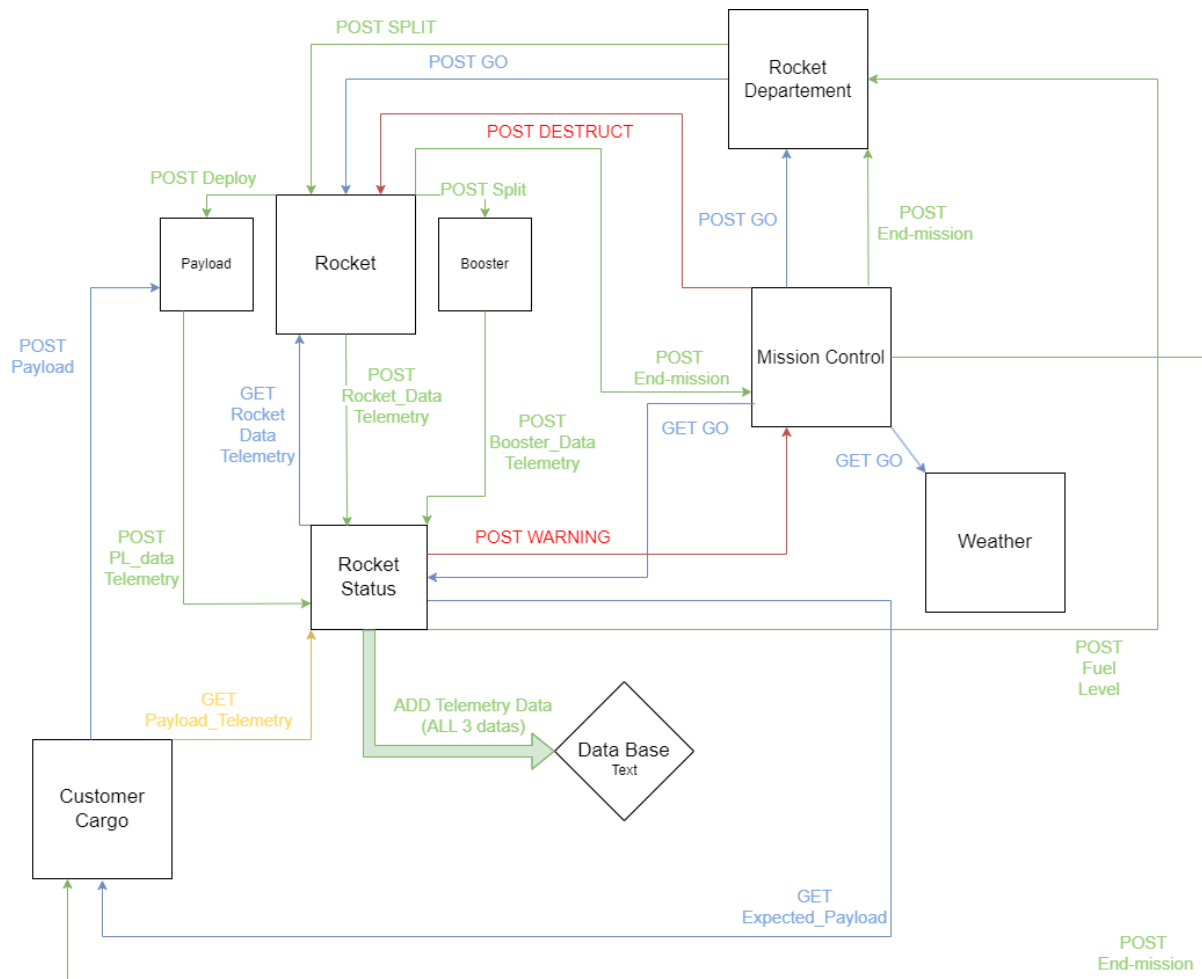 POST SPLIT
POST GO
Rocket
Departement
POST DESTRUCT
POST Deploy
POST Split
Payload
Rocket
Booster
POST GO
POST
End-mission
POST
Payload
GET
Rocket
Data
Telemetry
POST
Rocket_Data
Telemetry
POST
Booster_Data
Telemetry
POST
End-mission
Mission Control
GET GO
GET GO
POST
PL_data
Telemetry
Rocket
Status
POST WARNING
Weather
POST
Fuel
Level
GET
Payload_Telemetry
ADD Telemetry Data
(ALL 3 datas)
Data Base
Text
Customer
Cargo
GET
Expected_Payload
POST
End-mission